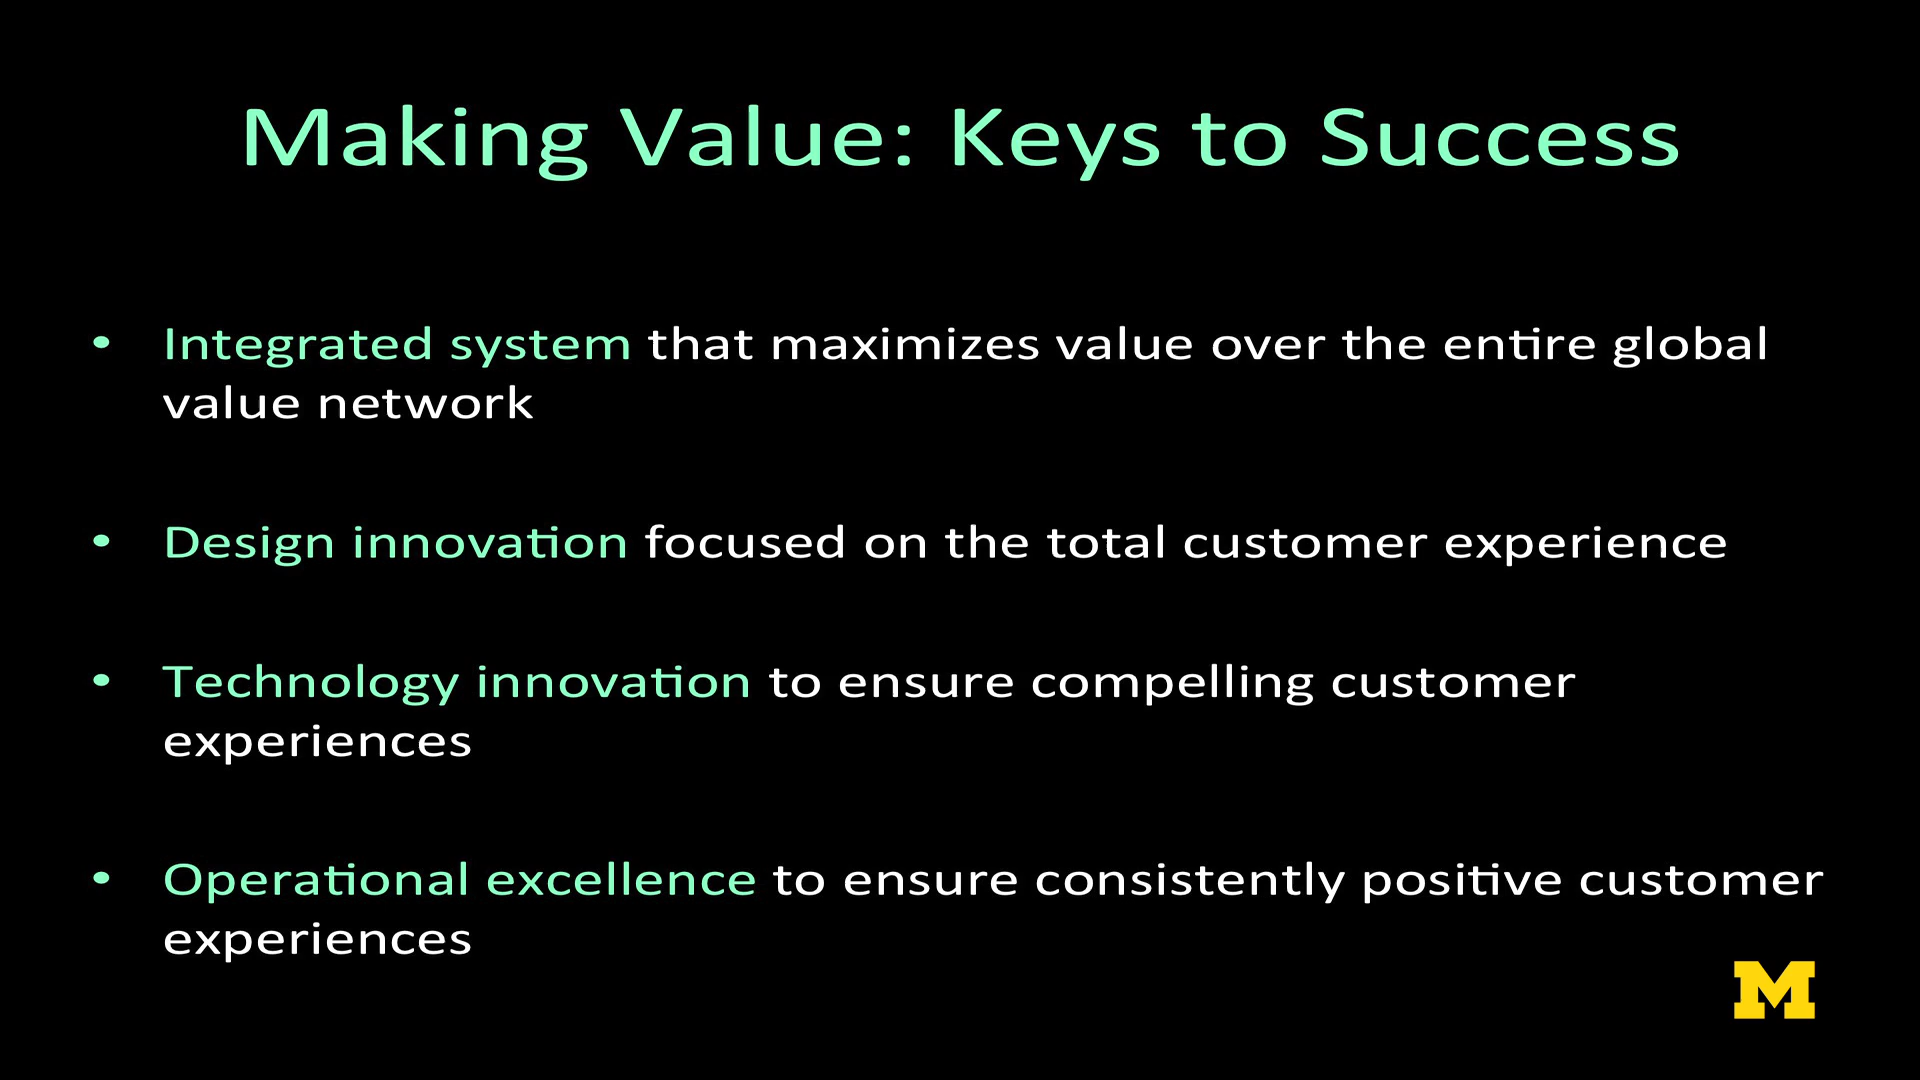 Making Value: Keys to Success
• Integrated system that maximizes value over the entire global
value network
• Design innovation focused on the total customer experience
• Technology innovation to ensure compelling customer
experiences
• Operational excellence to ensure consistently positive customer
experiences
M